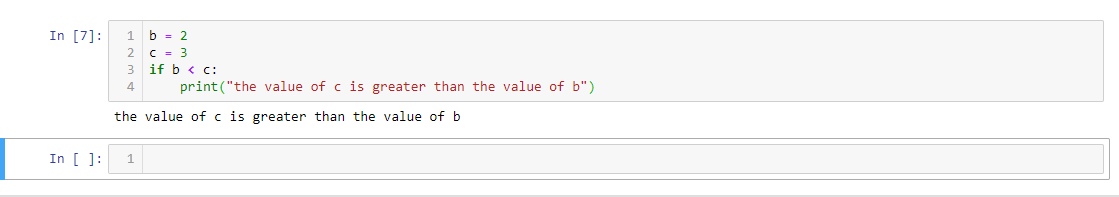 In [7]:
1 b = 2
2 c = 3
3 if b < c:
4     print("the value of c is greater than the value of b")
the value of c is greater than the value of b
In [ ]: 1